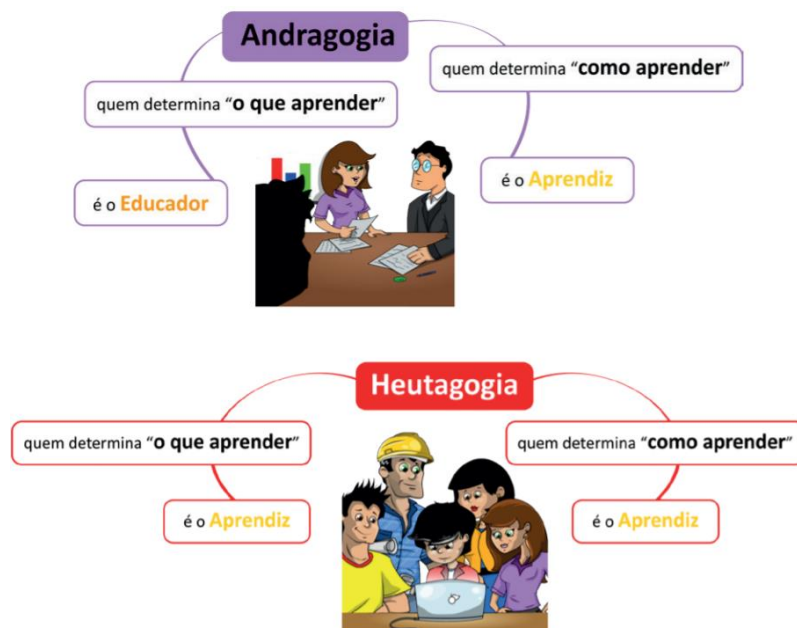 Andragogia
quem determina “o que aprender”
é o Educador
quem determina “como aprender”
é o Aprendiz
Heutagogia
quem determina “o que aprender”
é o Aprendiz
quem determina “como aprender”
é o Aprendiz